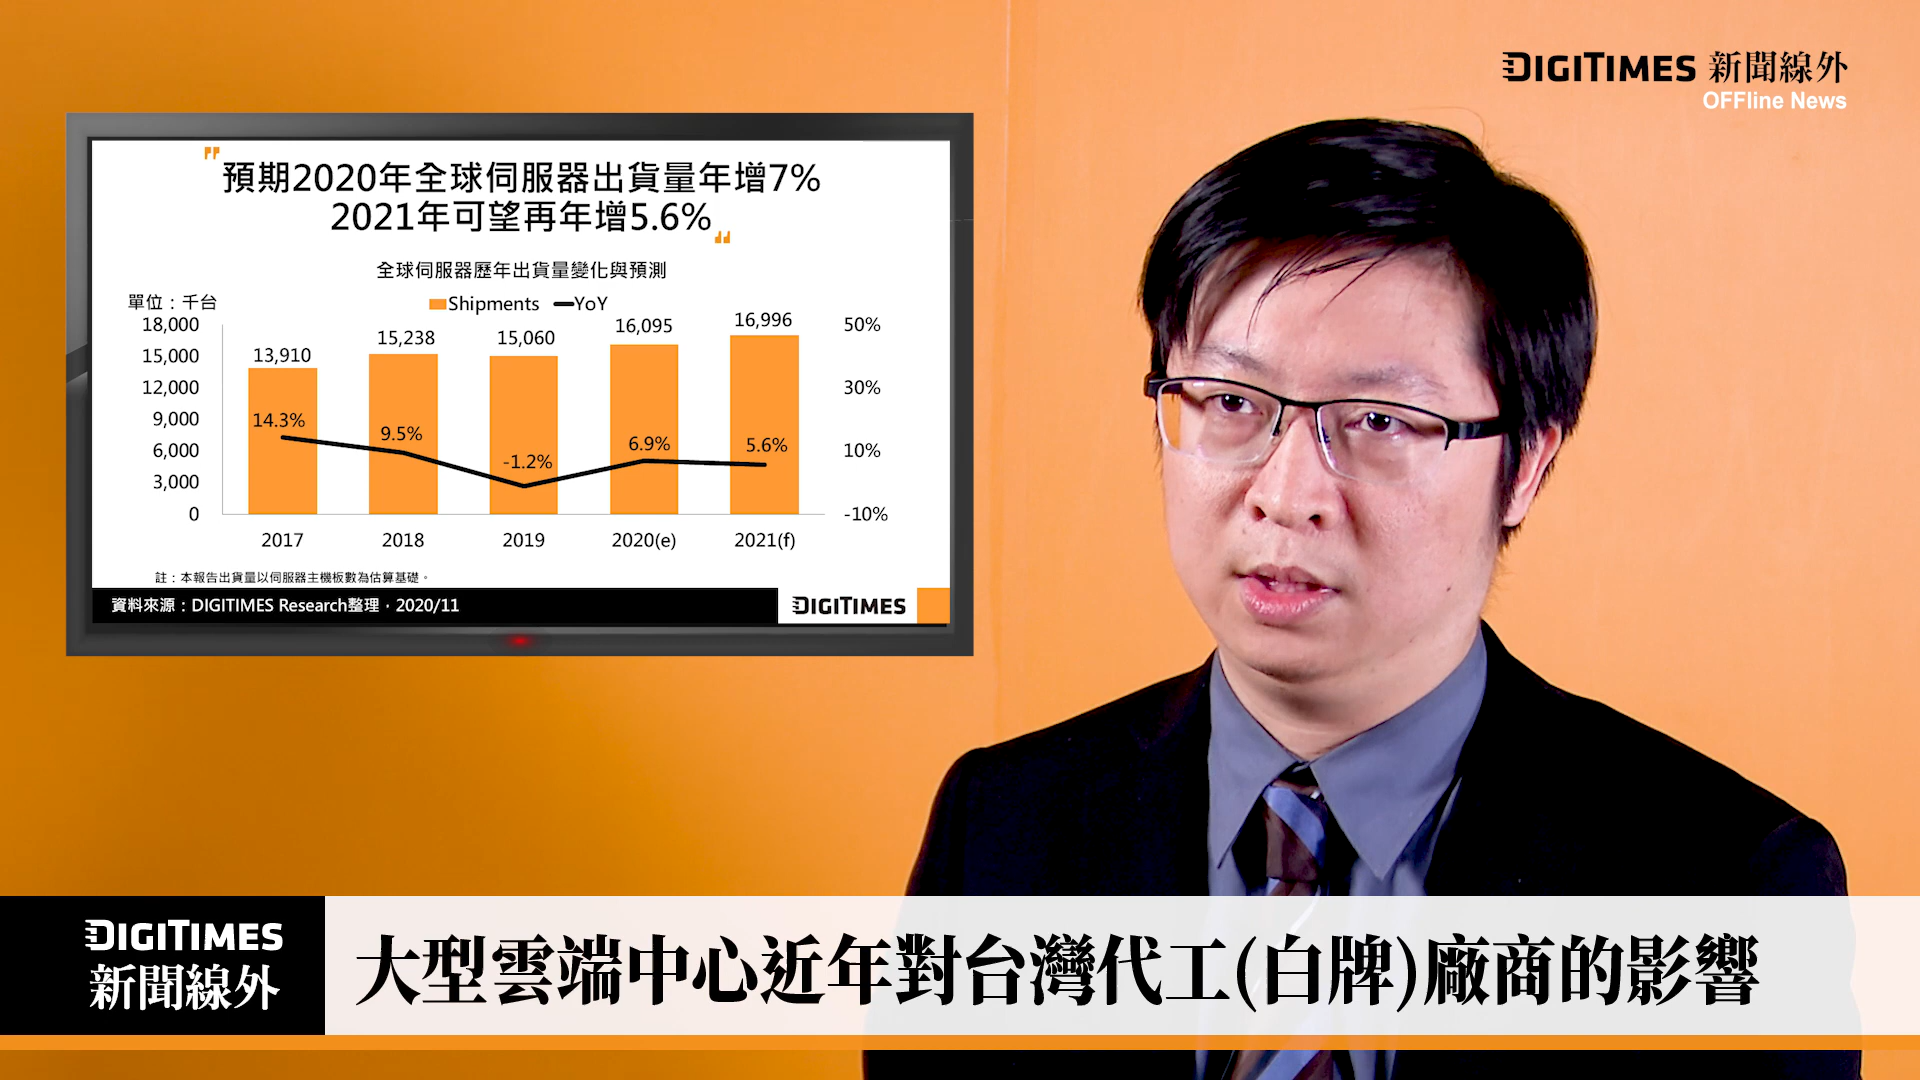 DIGITIMES 新聞線外
OFFline News
預期2020年全球伺服器出貨量年增7%
2021年可望再年增5.6%
全球伺服器歷年出貨量變化與預測
單位：千台
Shipments YoY
18,000
15,000
12,000
9,000
6,000
3,000
0
13,910
15,238
15,060
16,095
16,996
14.3%
9.5%
-1.2%
6.9%
5.6%
50%
30%
10%
-10%
2017 2018 2019 2020(e) 2021(f)
註：本報告出貨量以伺服器主機板數為估算基礎。
資料來源：DIGITIMES Research整理，2020/11
DIGITIMES
DIGITIMES
新聞線外
大型雲端中心近年對台灣代工(白牌)廠商的影響